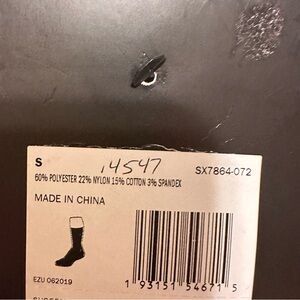 S
14547
SX7864-072
60% POLYESTER 22% NYLON 15% COTTON 3% SPANDEX
MADE IN CHINA
EZU 062019
1 93151 54671 5